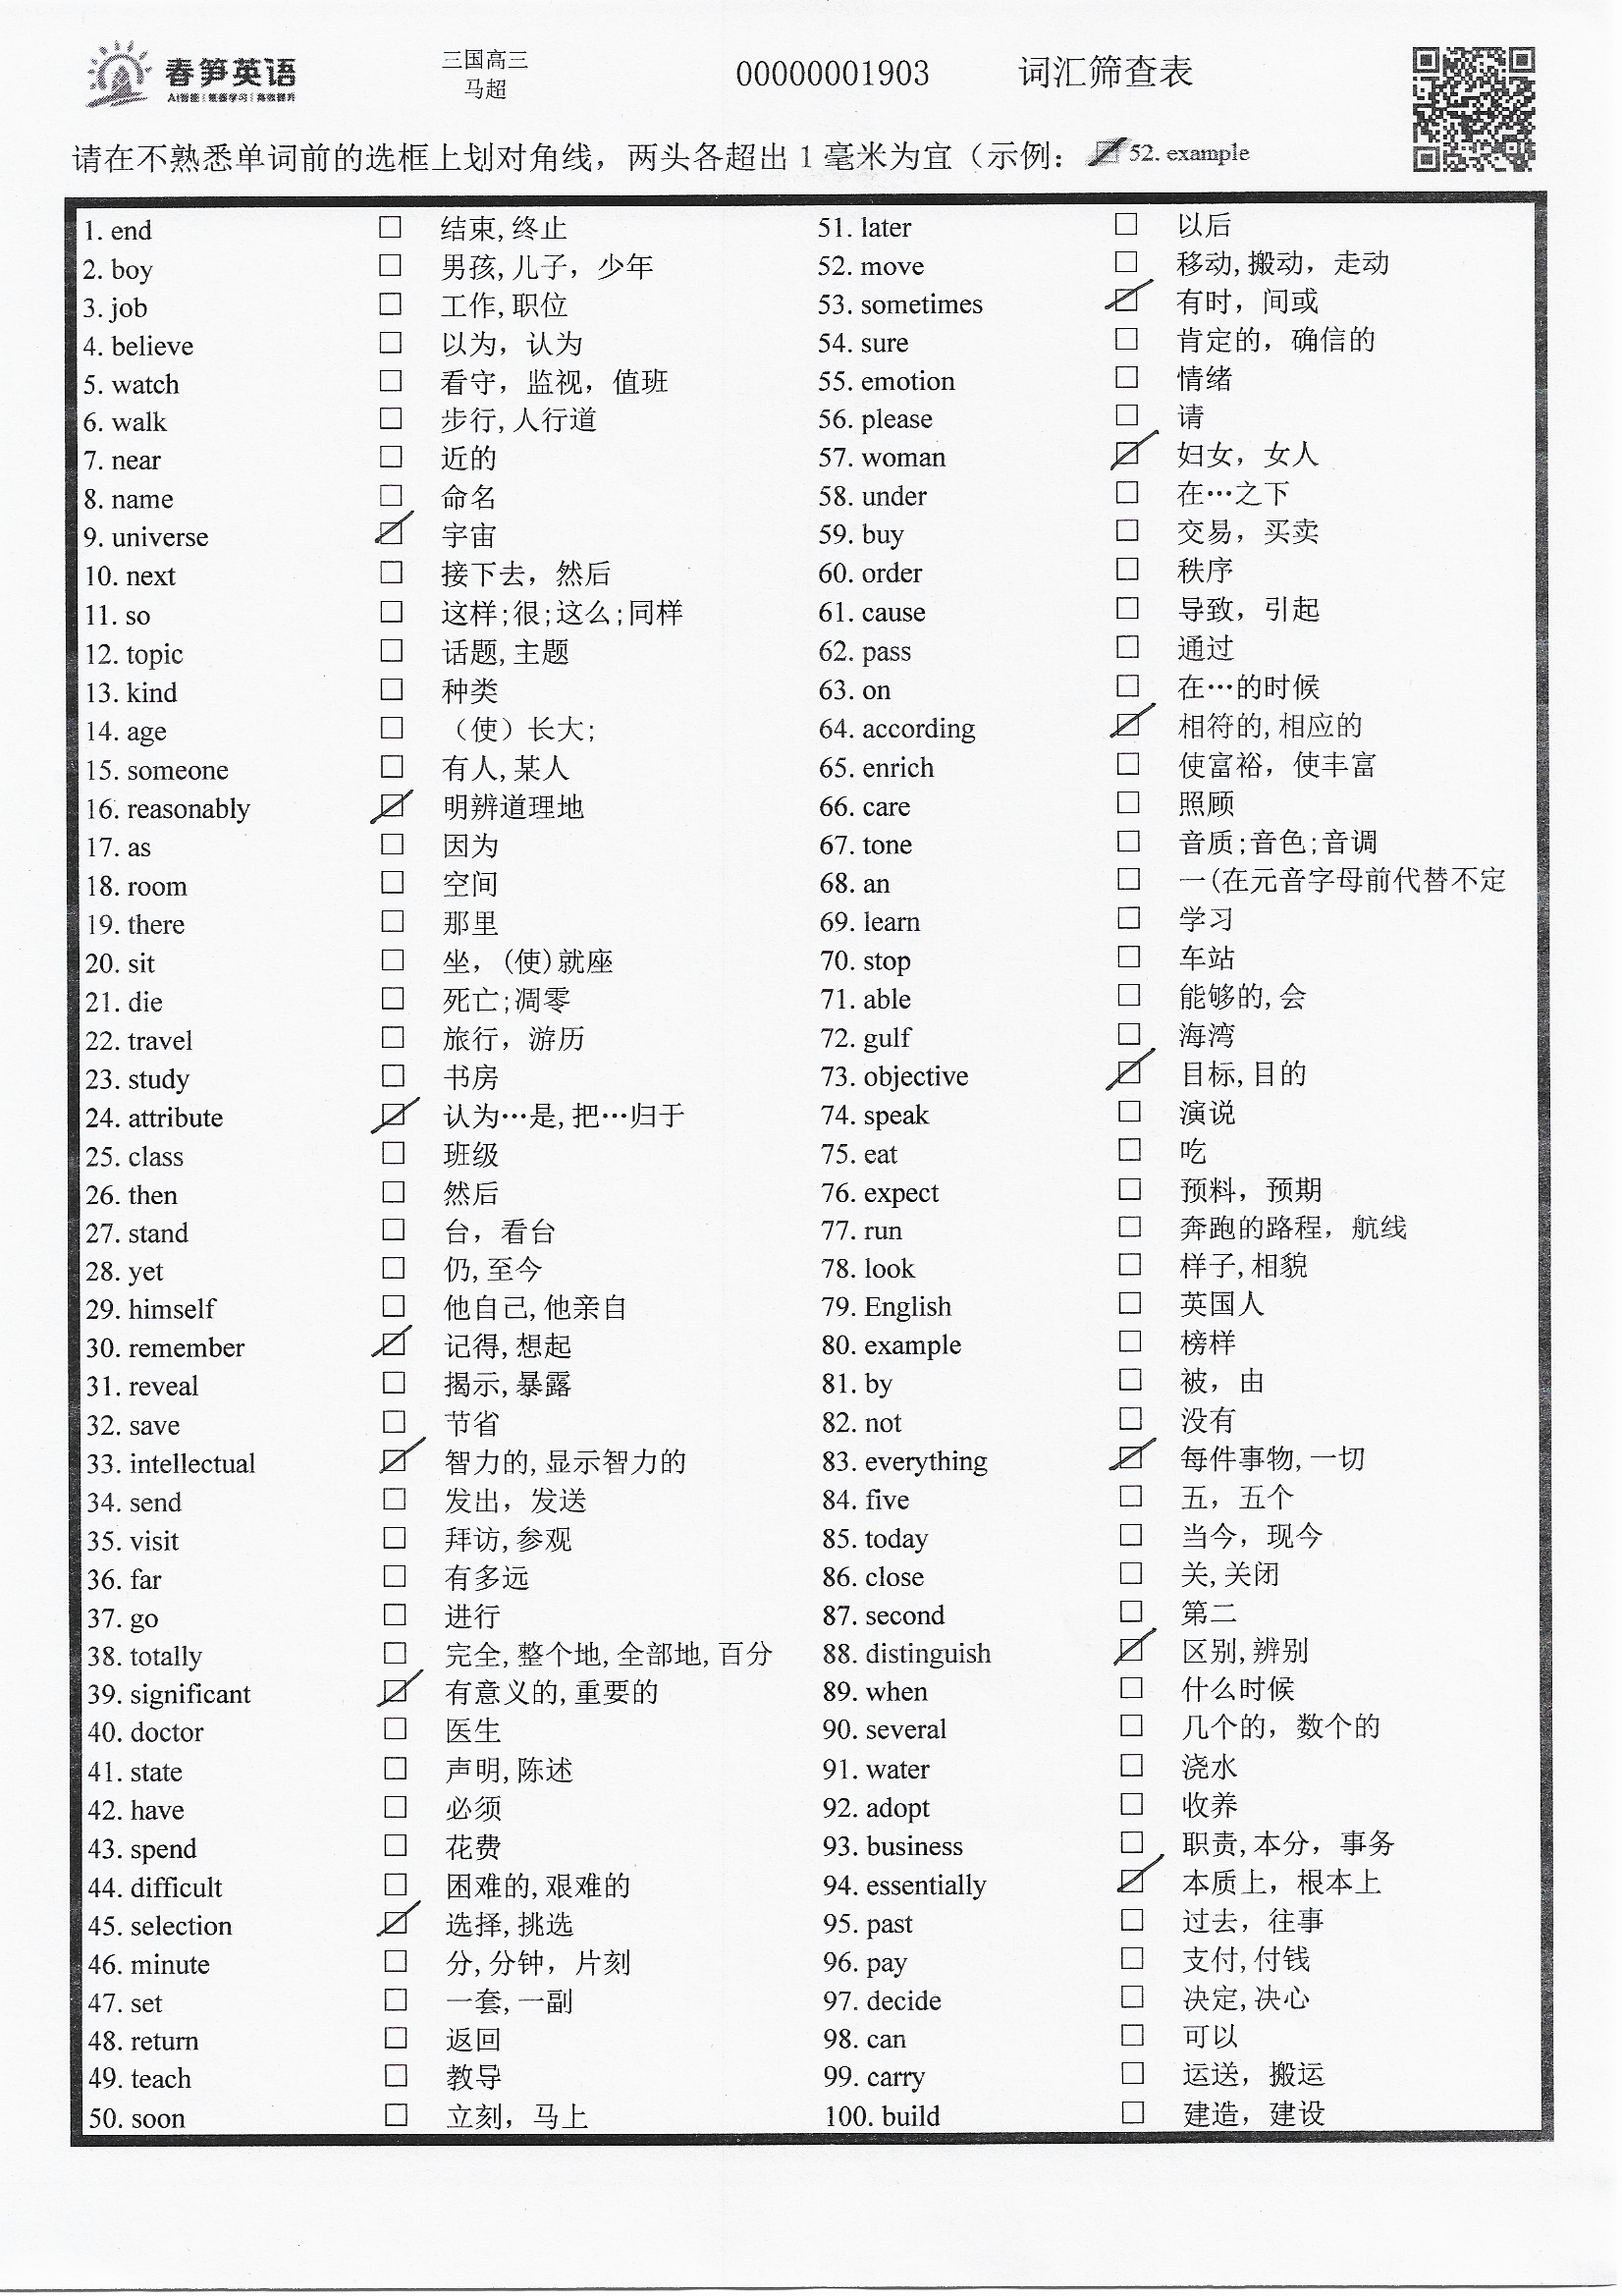 春笋英语
AI智能|氛围学习|高效提升
三国高三
马超
00000001903
词汇筛查表
请在不熟悉单词前的选框上划对角线，两头各超出 1 毫米为宜（示例： 52. example
1. end 结束,终止
2. boy 男孩,儿子，少年
3. job 工作,职位
4. believe 以为，认为
5. watch 看守，监视，值班
6. walk 步行,人行道
7. near 近的
8. name 命名
9. universe 宇宙
10. next 接下去，然后
11. so 这样;很;这么;同样
12. topic 话题,主题
13. kind 种类
14. age （使）长大;
15. someone 有人,某人
16. reasonably 明辨道理地
17. as 因为
18. room 空间
19. there 那里
20. sit 坐，(使)就座
21. die 死亡;凋零
22. travel 旅行，游历
23. study 书房
24. attribute 认为…是,把…归于
25. class 班级
26. then 然后
27. stand 台，看台
28. yet 仍,至今
29. himself 他自己,他亲自
30. remember 记得,想起
31. reveal 揭示,暴露
32. save 节省
33. intellectual 智力的,显示智力的
34. send 发出，发送
35. visit 拜访,参观
36. far 有多远
37. go 进行
38. totally 完全,整个地,全部地,百分
39. significant 有意义的,重要的
40. doctor 医生
41. state 声明,陈述
42. have 必须
43. spend 花费
44. difficult 困难的,艰难的
45. selection 选择,挑选
46. minute 分,分钟，片刻
47. set 一套,一副
48. return 返回
49. teach 教导
50. soon 立刻，马上
51. later 以后
52. move 移动,搬动，走动
53. sometimes 有时，间或
54. sure 肯定的，确信的
55. emotion 情绪
56. please 请
57. woman 妇女，女人
58. under 在…之下
59. buy 交易，买卖
60. order 秩序
61. cause 导致，引起
62. pass 通过
63. on 在…的时候
64. according 相符的,相应的
65. enrich 使富裕，使丰富
66. care 照顾
67. tone 音质;音色;音调
68. an 一(在元音字母前代替不定
69. learn 学习
70. stop 车站
71. able 能够的,会
72. gulf 海湾
73. objective 目标,目的
74. speak 演说
75. eat 吃
76. expect 预料，预期
77. run 奔跑的路程，航线
78. look 样子,相貌
79. English 英国人
80. example 榜样
81. by 被，由
82. not 没有
83. everything 每件事物,一切
84. five 五，五个
85. today 当今，现今
86. close 关,关闭
87. second 第二
88. distinguish 区别,辨别
89. when 什么时候
90. several 几个的，数个的
91. water 浇水
92. adopt 收养
93. business 职责,本分，事务
94. essentially 本质上，根本上
95. past 过去，往事
96. pay 支付,付钱
97. decide 决定,决心
98. can 可以
99. carry 运送，搬运
100. build 建造，建设